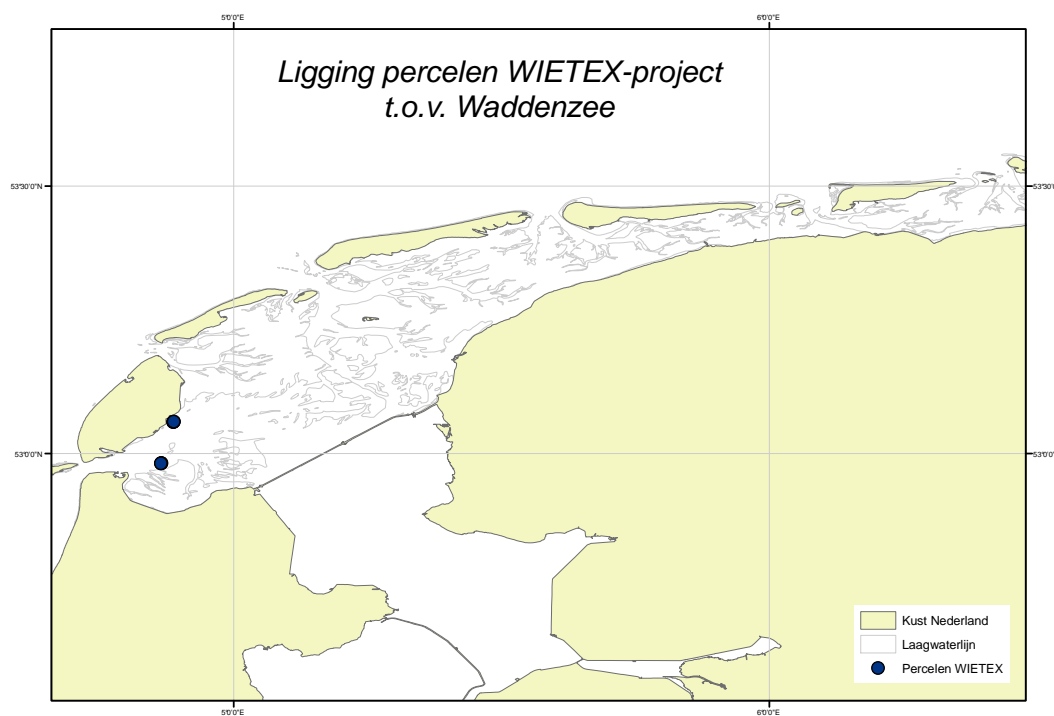 5°0'0"E 6°0'0"E
Ligging percelen WIETEX-project
t.o.v. Waddenzee
53°30'0"N 53°30'0"N
53°0'0"N 53°0'0"N
Kust Nederland
Laagwaterlijn
Percelen WIETEX
5°0'0"E 6°0'0"E